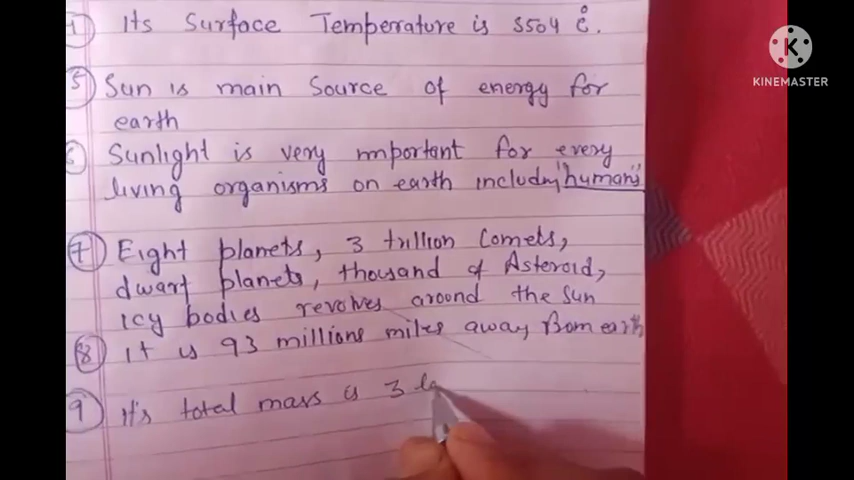 4 Its Surface Temperature is 5504 °C.
KINEMASTER
5 Sun is main Source of energy for
earth
6 Sunlight is very important for every
living organisms on earth includey "humans"
7 Eight planets, 3 trillion Comets,
dwarf planets, thousand of Asteroid,
icy bodies revolves around the sun
8 It is 93 millions miles away from earth
9 It's total mass is 3